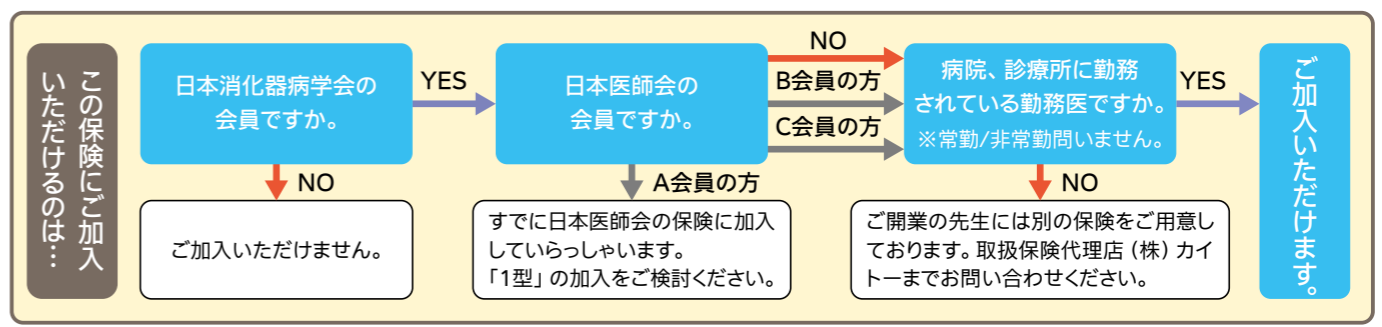 この保険にご加入
いただけるのは…
日本消化器病学会の
会員ですか。
YES
NO
ご加入いただけません。
日本医師会の
会員ですか。
NO
B会員の方
C会員の方
A会員の方
すでに日本医師会の保険に加入
していらっしゃいます。
「1型」の加入をご検討ください。
病院、診療所に勤務
されている勤務医ですか。
※常勤/非常勤問いません。
YES
NO
ご開業の先生には別の保険をご用意し
ております。取扱保険代理店（株）カイ
トーまでお問い合わせください。
ご加入いただけます。